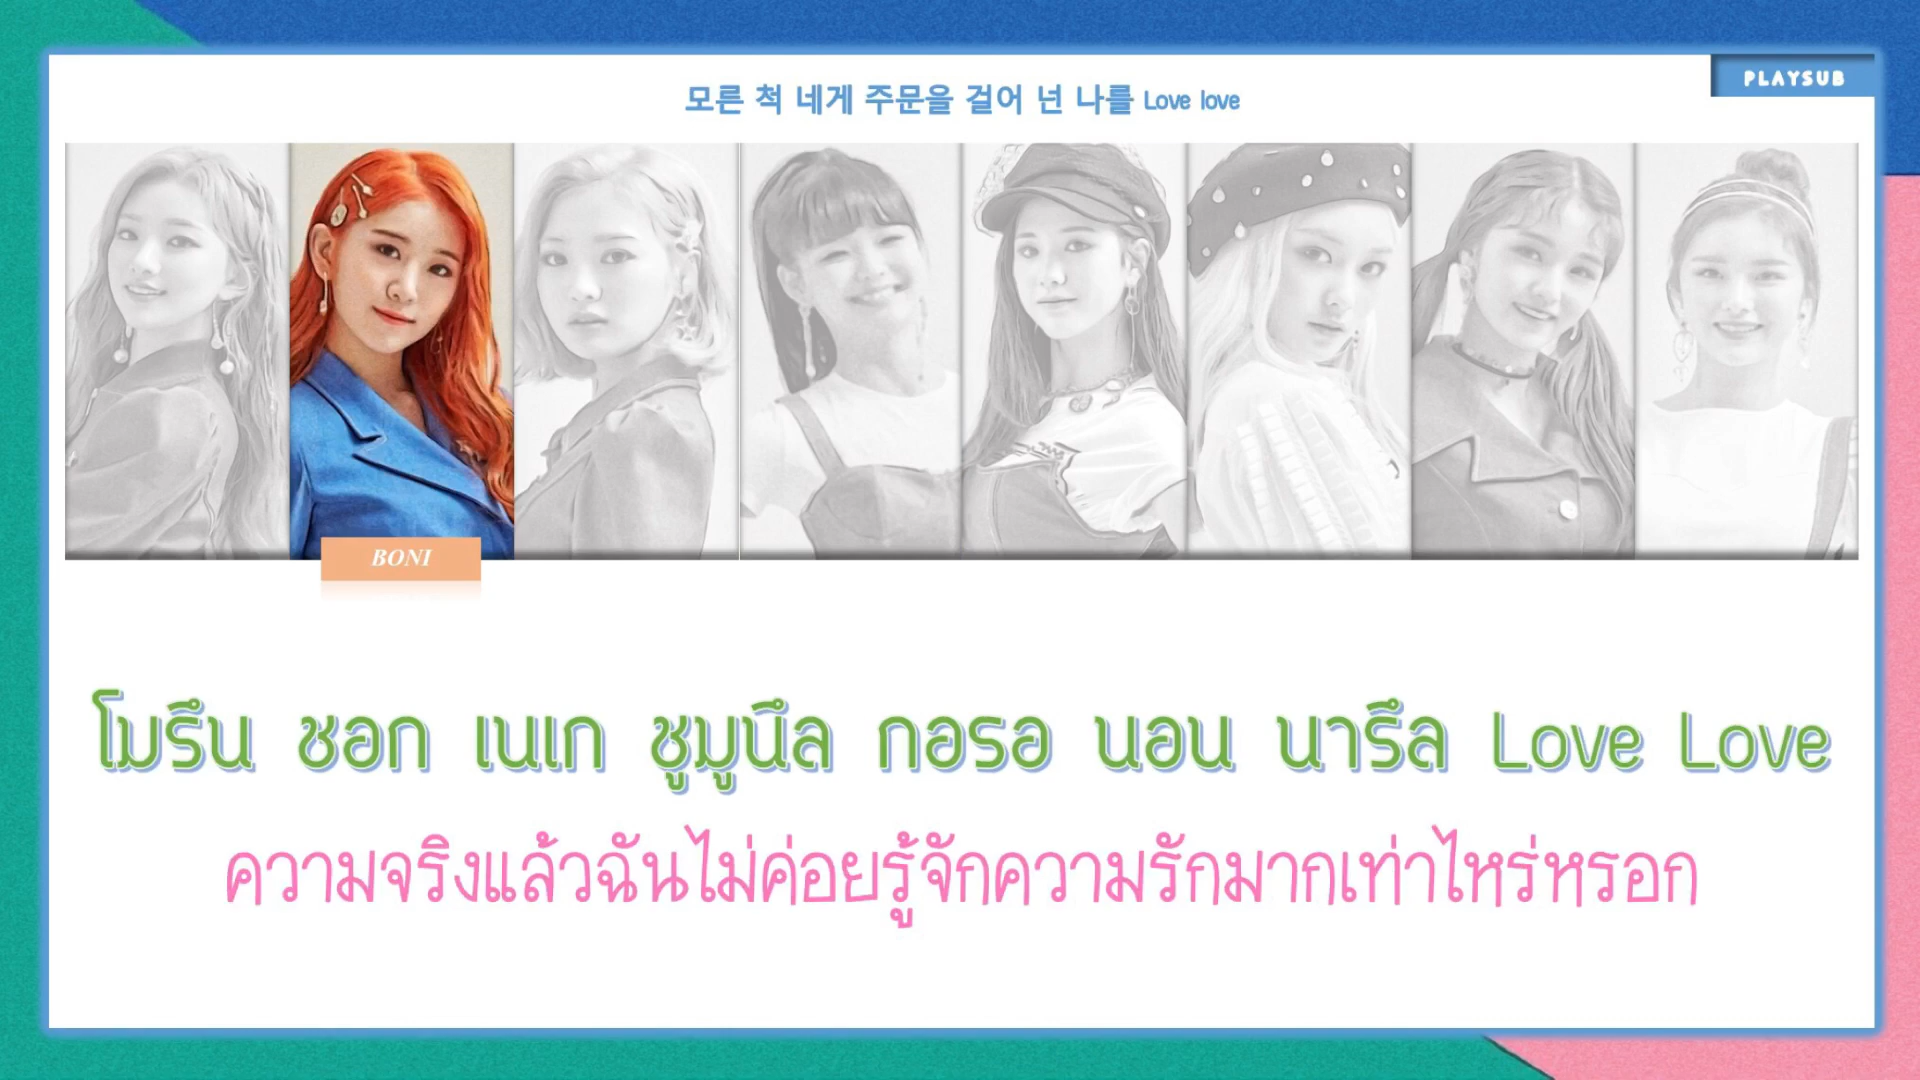 PLAYSUB
모른 척 네게 주문을 걸어 넌 나를 Love love
BONI
โมรึน ชอก เนเก ชูมูนึล กอรอ นอน นารึล Love Love
ความจริงแล้วฉันไม่ค่อยรู้จักความรักมากเท่าไหร่หรอก